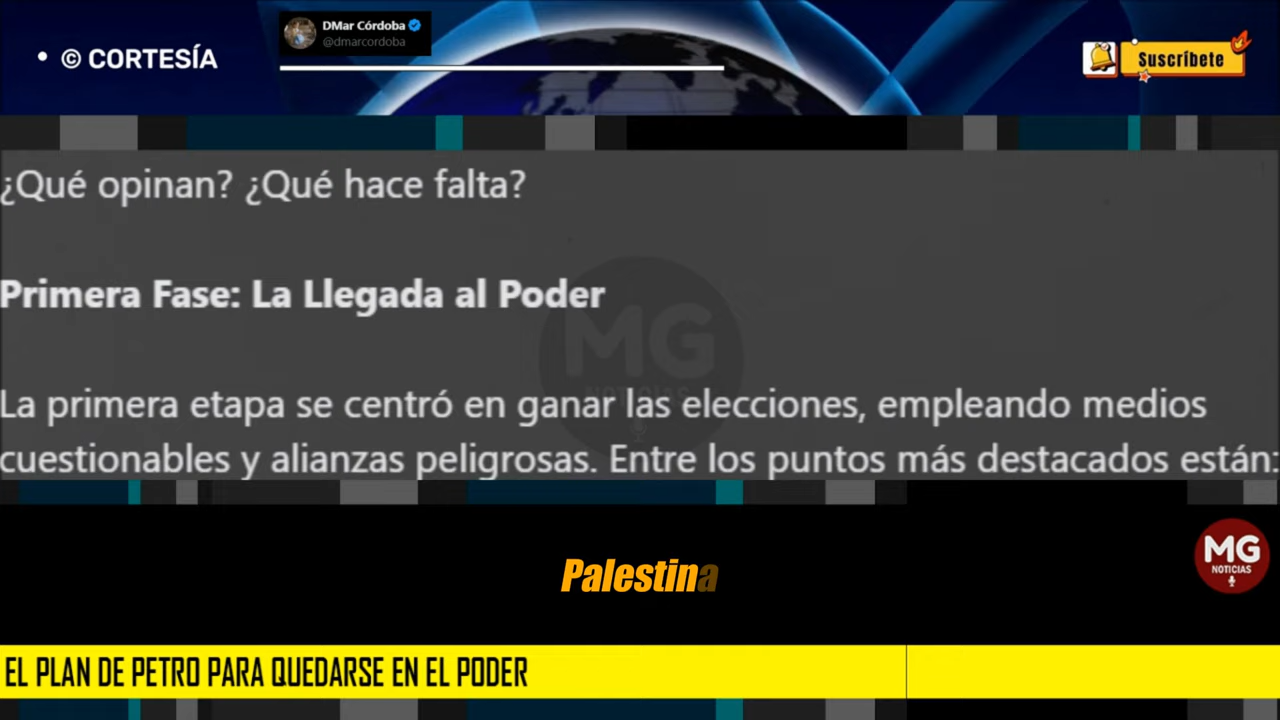 • © CORTESÍA
DMar Córdoba
@dmarcordoba
Suscríbete
¿Qué opinan? ¿Qué hace falta?
Primera Fase: La Llegada al Poder
MG
NOTICIAS
La primera etapa se centró en ganar las elecciones, empleando medios
cuestionables y alianzas peligrosas. Entre los puntos más destacados están:
Palestina
MG
NOTICIAS
EL PLAN DE PETRO PARA QUEDARSE EN EL PODER